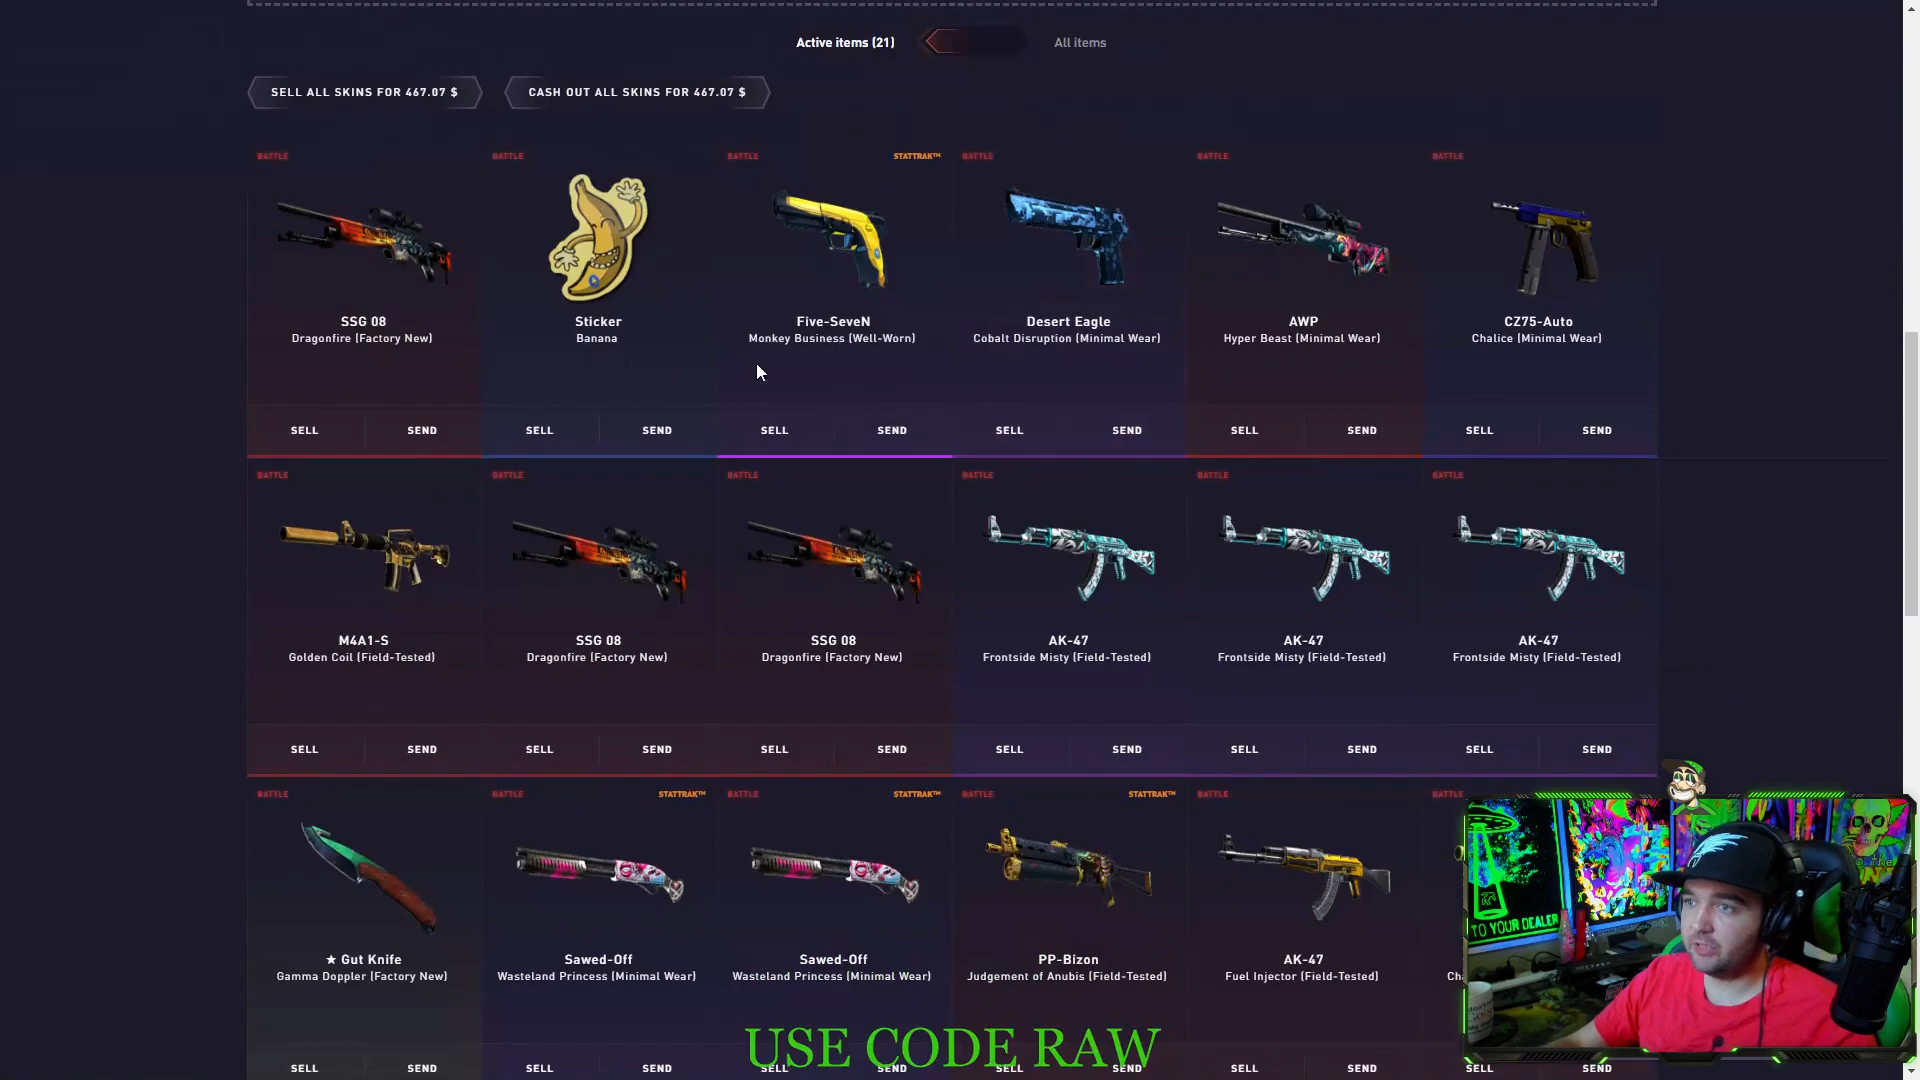 Active items (21)
All items
SELL ALL SKINS FOR 467.07 $
CASH OUT ALL SKINS FOR 467.07 $
BATTLE
BATTLE
BATTLE
STATTRAK™
BATTLE
BATTLE
BATTLE
SSG 08
Dragonfire (Factory New)
Sticker
Banana
Five-SeveN
Monkey Business (Well-Worn)
Desert Eagle
Cobalt Disruption (Minimal Wear)
AWP
Hyper Beast (Minimal Wear)
CZ75-Auto
Chalice (Minimal Wear)
SELL
SEND
SELL
SEND
SELL
SEND
SELL
SEND
SELL
SEND
SELL
SEND
BATTLE
BATTLE
BATTLE
BATTLE
BATTLE
BATTLE
M4A1-S
Golden Coil (Field-Tested)
SSG 08
Dragonfire (Factory New)
SSG 08
Dragonfire (Factory New)
AK-47
Frontside Misty (Field-Tested)
AK-47
Frontside Misty (Field-Tested)
AK-47
Frontside Misty (Field-Tested)
SELL
SEND
SELL
SEND
SELL
SEND
SELL
SEND
SELL
SEND
SELL
SEND
BATTLE
BATTLE
STATTRAK™
BATTLE
STATTRAK™
BATTLE
STATTRAK™
BATTLE
BATTLE
★ Gut Knife
Gamma Doppler (Factory New)
Sawed-Off
Wasteland Princess (Minimal Wear)
Sawed-Off
Wasteland Princess (Minimal Wear)
PP-Bizon
Judgement of Anubis (Field-Tested)
AK-47
Fuel Injector (Field-Tested)
TO YOUR DEALER
USE CODE RAW
SELL
SEND
SELL
SEND
SELL
SEND
SELL
SEND
SELL
SEND